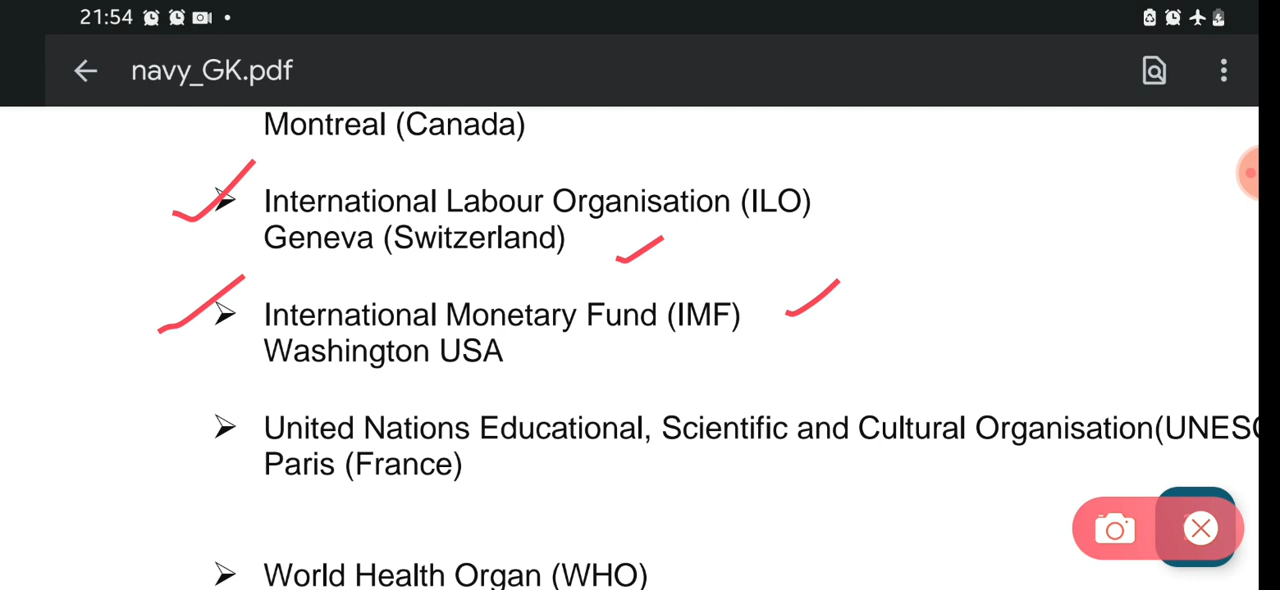 21:54
navy_GK.pdf
Montreal (Canada)
International Labour Organisation (ILO)
Geneva (Switzerland)
International Monetary Fund (IMF)
Washington USA
United Nations Educational, Scientific and Cultural Organisation(UNESC
Paris (France)
World Health Organ (WHO)